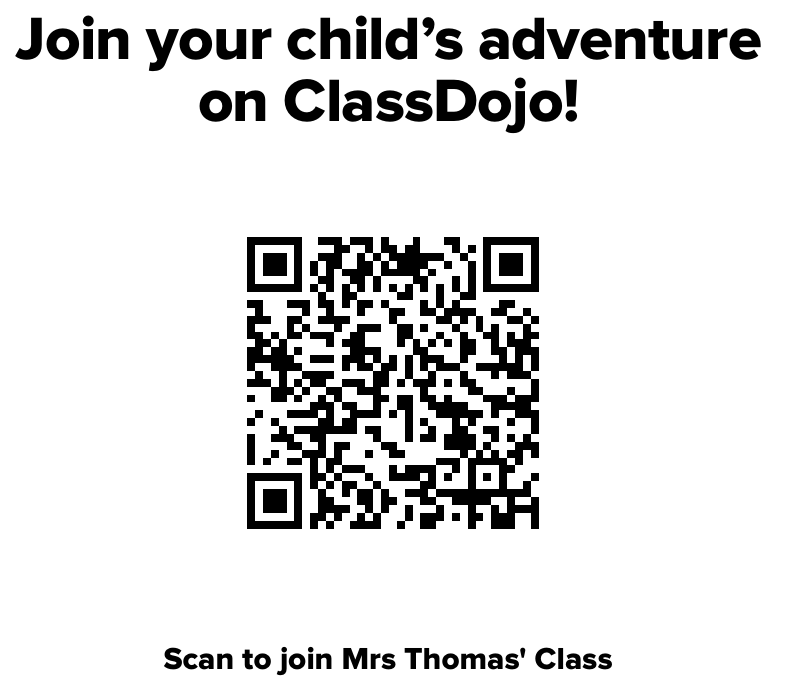 Join your child’s adventure
on ClassDojo!
Scan to join Mrs Thomas' Class